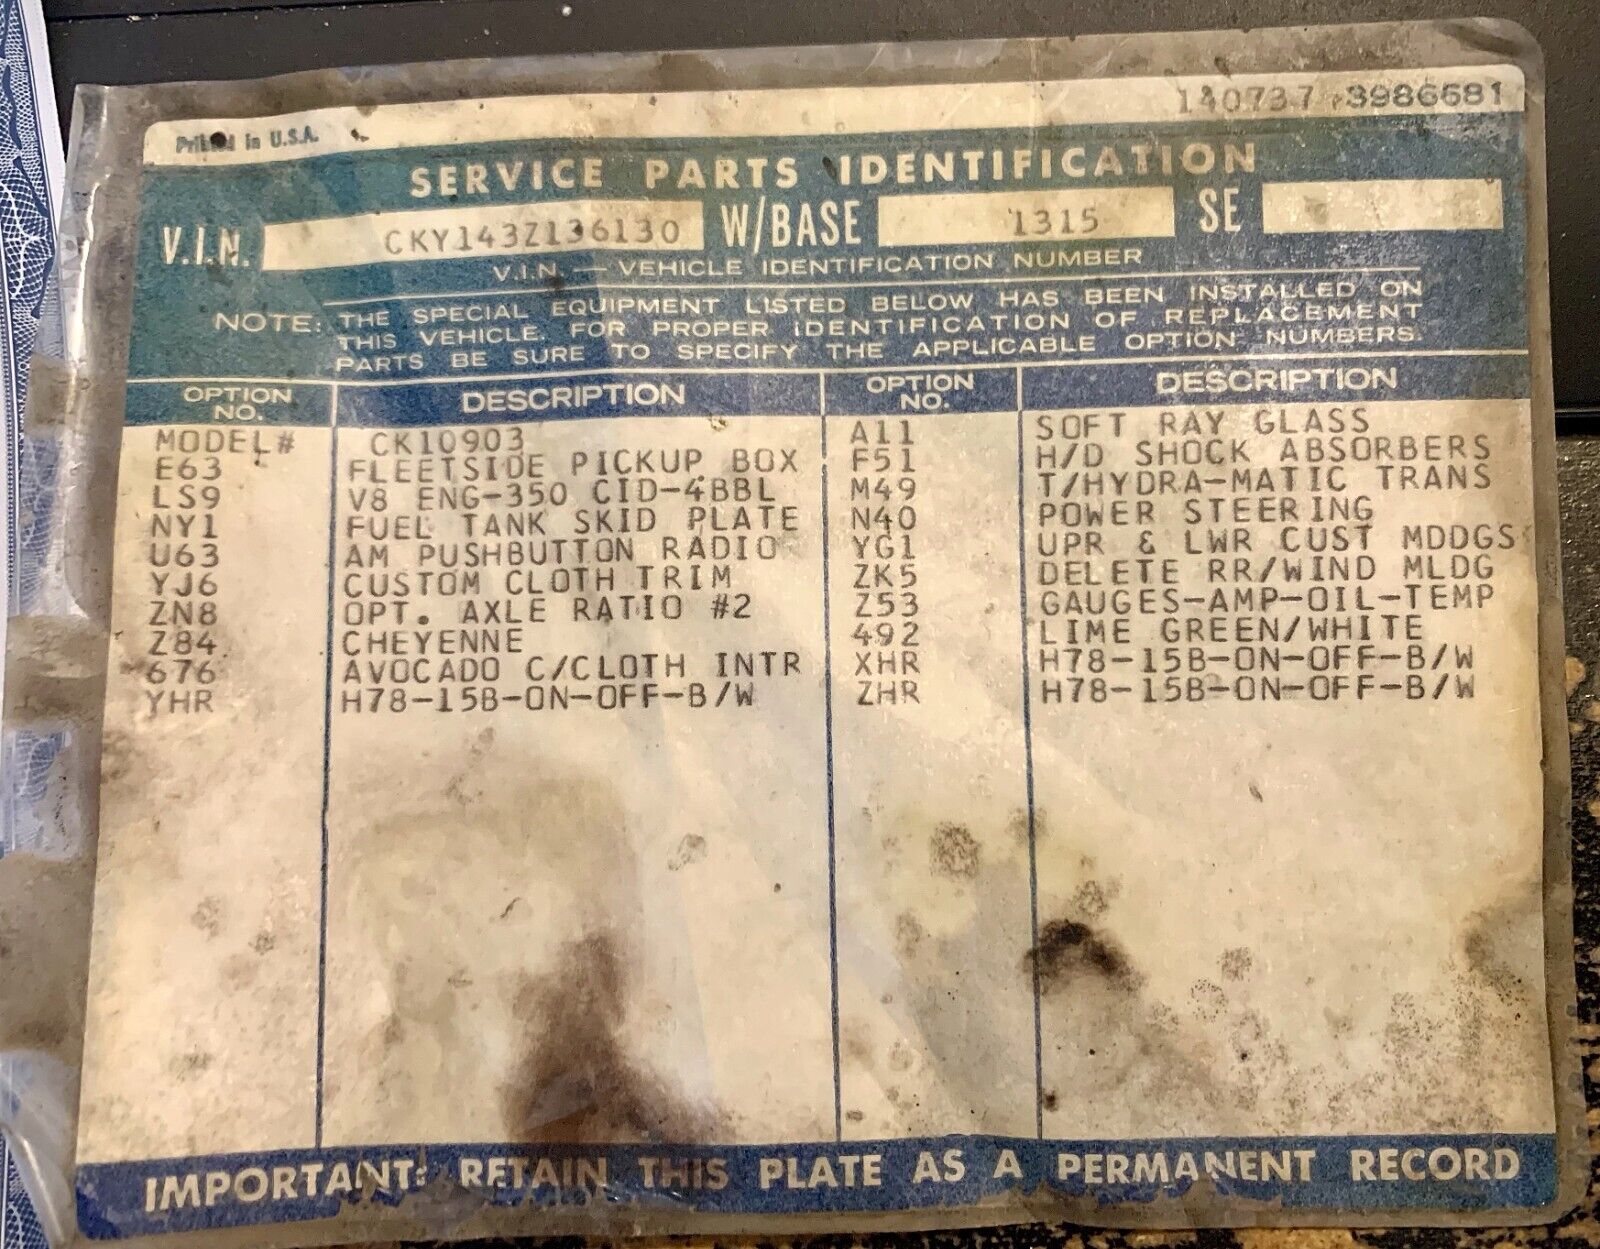 140737 3986681
Printed in U.S.A.
SERVICE PARTS IDENTIFICATION
V.I.N. CKY143Z136130 W/BASE 1315 SE
V.I.N. — VEHICLE IDENTIFICATION NUMBER
NOTE: THE SPECIAL EQUIPMENT LISTED BELOW HAS BEEN INSTALLED ON
THIS VEHICLE. FOR PROPER IDENTIFICATION OF REPLACEMENT
PARTS BE SURE TO SPECIFY THE APPLICABLE OPTION NUMBERS.
OPTION NO. DESCRIPTION OPTION NO. DESCRIPTION
MODEL# CK10903 A11 SOFT RAY GLASS
E63 FLEETSIDE PICKUP BOX F51 H/D SHOCK ABSORBERS
LS9 V8 ENG-350 CID-4BBL M49 T/HYDRA-MATIC TRANS
NY1 FUEL TANK SKID PLATE N40 POWER STEERING
U63 AM PUSHBUTTON RADIO YG1 UPR & LWR CUST MDDGS
YJ6 CUSTOM CLOTH TRIM ZK5 DELETE RR/WIND MLDG
ZN8 OPT. AXLE RATIO #2 Z53 GAUGES-AMP-OIL-TEMP
Z84 CHEYENNE 492 LIME GREEN/WHITE
676 AVOCADO C/CLOTH INTR XHR H78-15B-ON-OFF-B/W
YHR H78-15B-ON-OFF-B/W ZHR H78-15B-ON-OFF-B/W
IMPORTANT: RETAIN THIS PLATE AS A PERMANENT RECORD